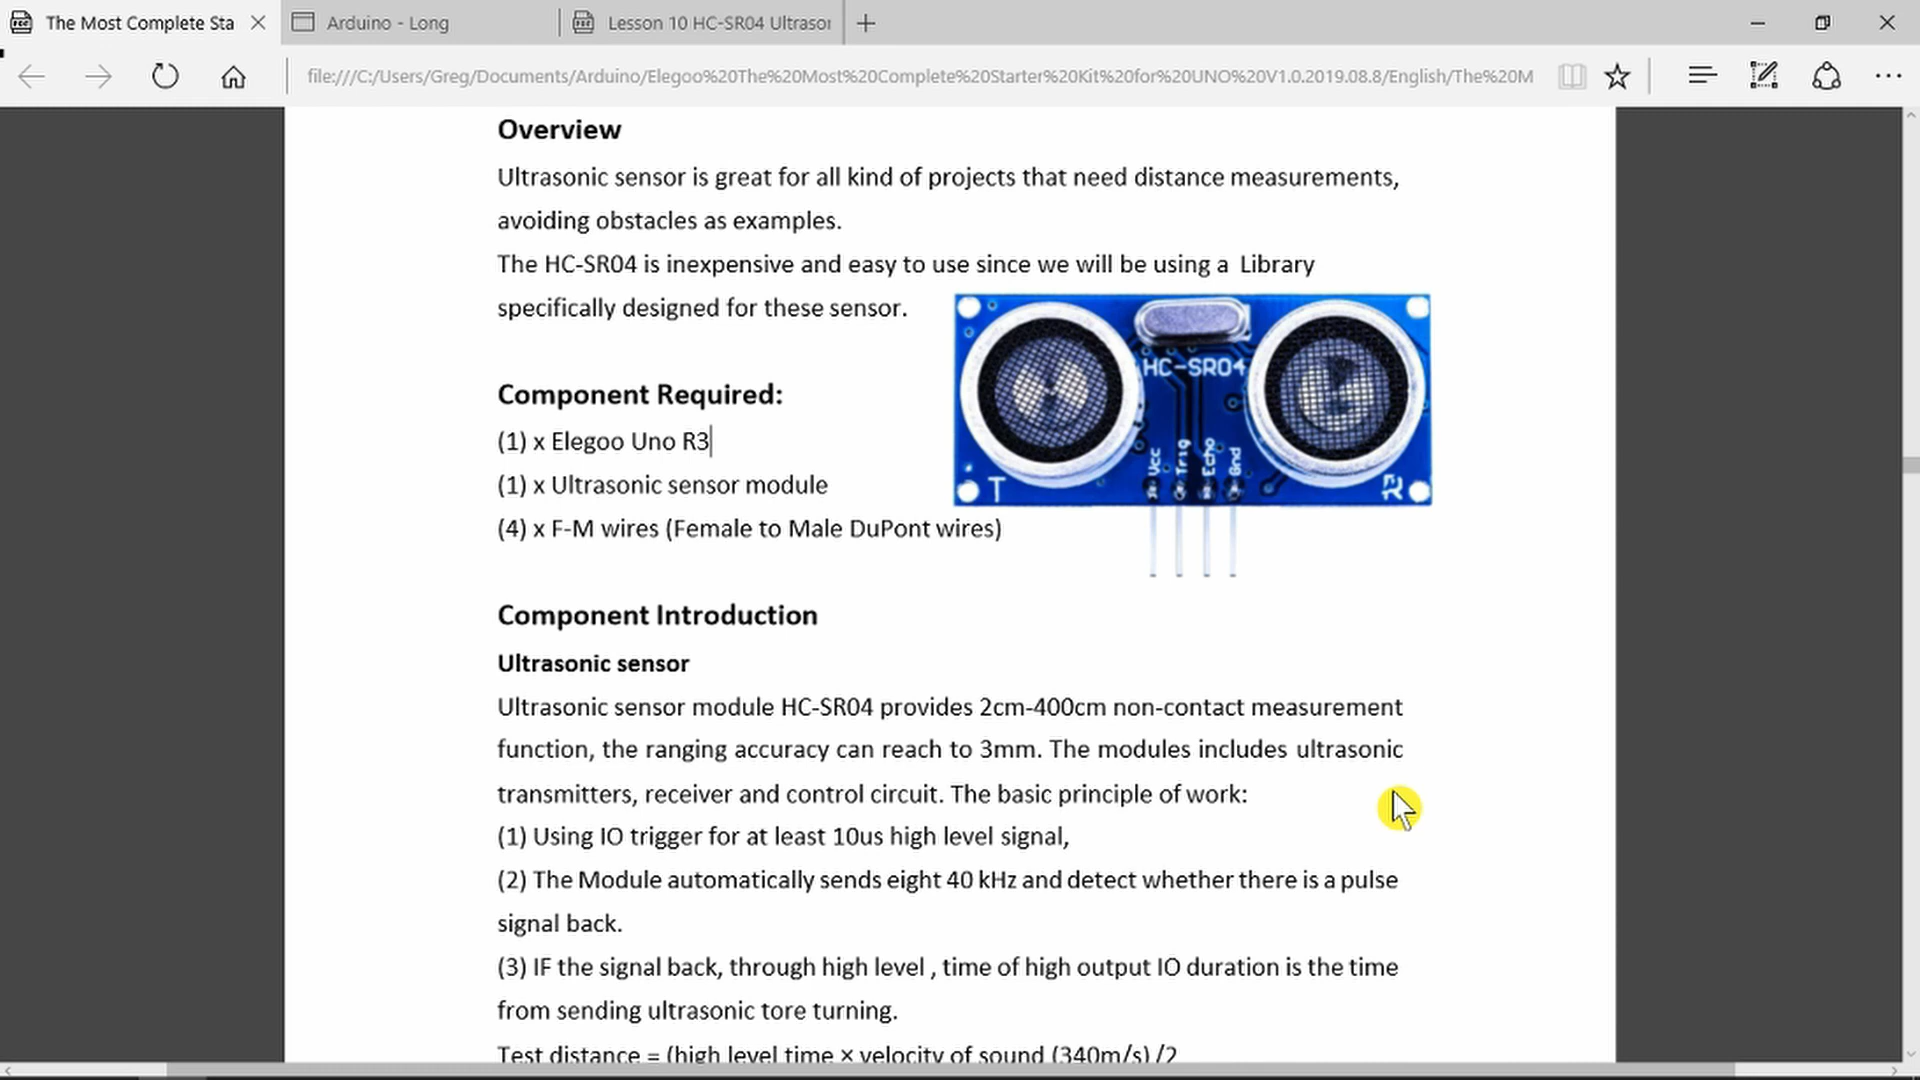 The Most Complete Sta
Arduino - Long
Lesson 10 HC-SR04 Ultrasor
file:///C:/Users/Greg/Documents/Arduino/Elegoo%20The%20Most%20Complete%20Starter%20Kit%20for%20UNO%20V1.0.2019.08.8/English/The%20M
Overview
Ultrasonic sensor is great for all kind of projects that need distance measurements,
avoiding obstacles as examples.
The HC-SR04 is inexpensive and easy to use since we will be using a Library
specifically designed for these sensor.
HC-SR04
Vcc
Trig
Echo
Gnd
T
R
Component Required:
(1) x Elegoo Uno R3
(1) x Ultrasonic sensor module
(4) x F-M wires (Female to Male DuPont wires)
Component Introduction
Ultrasonic sensor
Ultrasonic sensor module HC-SR04 provides 2cm-400cm non-contact measurement
function, the ranging accuracy can reach to 3mm. The modules includes ultrasonic
transmitters, receiver and control circuit. The basic principle of work:
(1) Using IO trigger for at least 10us high level signal,
(2) The Module automatically sends eight 40 kHz and detect whether there is a pulse
signal back.
(3) IF the signal back, through high level , time of high output IO duration is the time
from sending ultrasonic tore turning.
Test distance = (high level time × velocity of sound (340m/s) /2